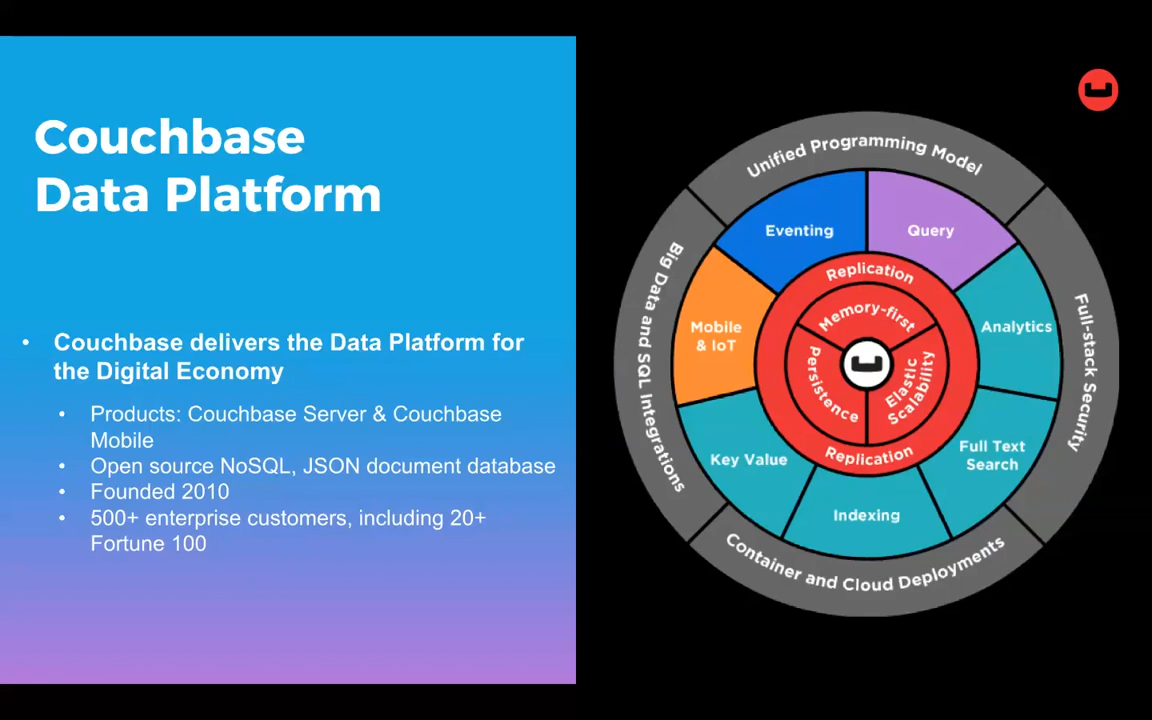 Couchbase
Data Platform
• Couchbase delivers the Data Platform for
the Digital Economy
• Products: Couchbase Server & Couchbase
Mobile
• Open source NoSQL, JSON document database
• Founded 2010
• 500+ enterprise customers, including 20+
Fortune 100
Unified Programming Model
Big Data and SQL Integrations
Full-stack Security
Container and Cloud Deployments
Eventing
Query
Mobile
& IoT
Analytics
Key Value
Full Text
Search
Indexing
Replication
Memory-first
Persistence
Elastic
Scalability
Replication